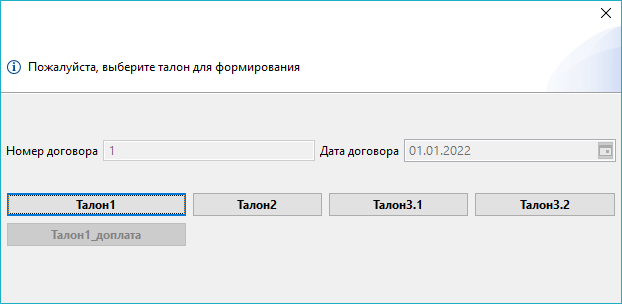 Пожалуйста, выберите талон для формирования
Номер договора 1 Дата договора 01.01.2022
Талон1 Талон2 Талон3.1 Талон3.2
Талон1_доплата